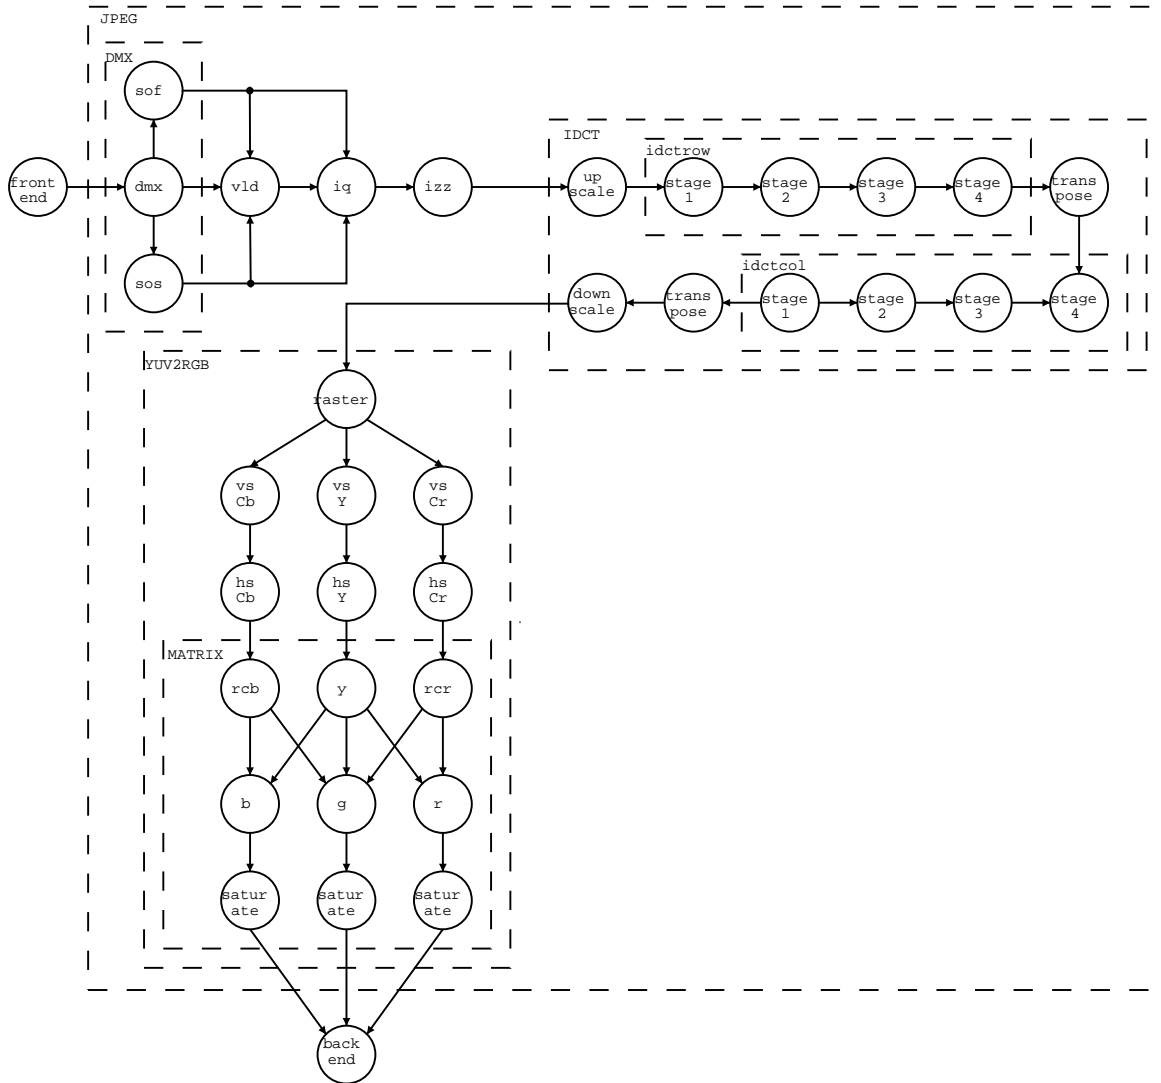 JPEG
DMX
sof
IDCT
idctrow
front
end
dmx
vld
iq
izz
up
scale
stage
1
stage
2
stage
3
stage
4
trans
pose
sos
idctcol
down
scale
trans
pose
stage
1
stage
2
stage
3
stage
4
YUV2RGB
raster
vs
Cb
vs
Y
vs
Cr
hs
Cb
hs
Y
hs
Cr
MATRIX
rcb
y
rcr
b
g
r
satur
ate
satur
ate
satur
ate
back
end